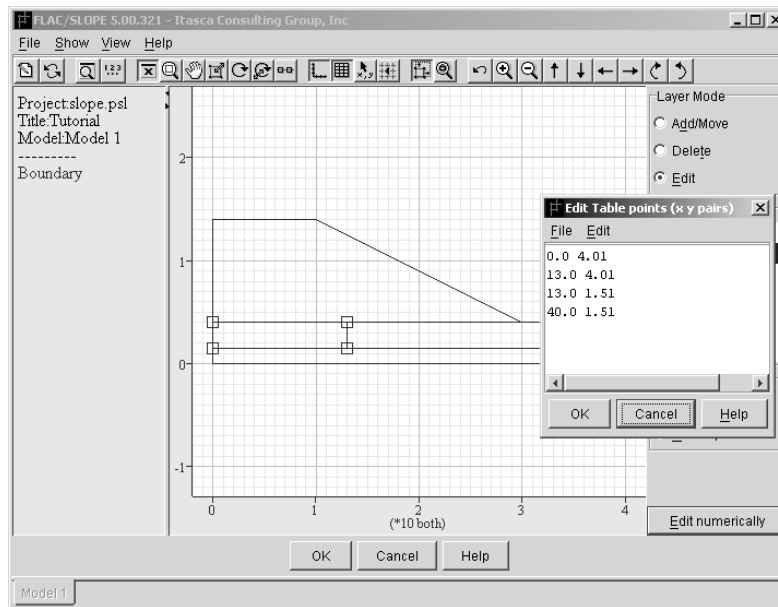 FLAC/SLOPE 5.00.321 - Itasca Consulting Group, Inc
File Show View Help
1 2 3
x,y
Project:slope.psl
Title:Tutorial
Model:Model 1
---------
Boundary
2
1
0
-1
0 1 2 3 4
(*10 both)
Layer Mode
Add/Move
Delete
Edit
Edit Table points (x y pairs)
File Edit
0.0 4.01
13.0 4.01
13.0 1.51
40.0 1.51
OK Cancel Help
Edit numerically
OK Cancel Help
Model 1